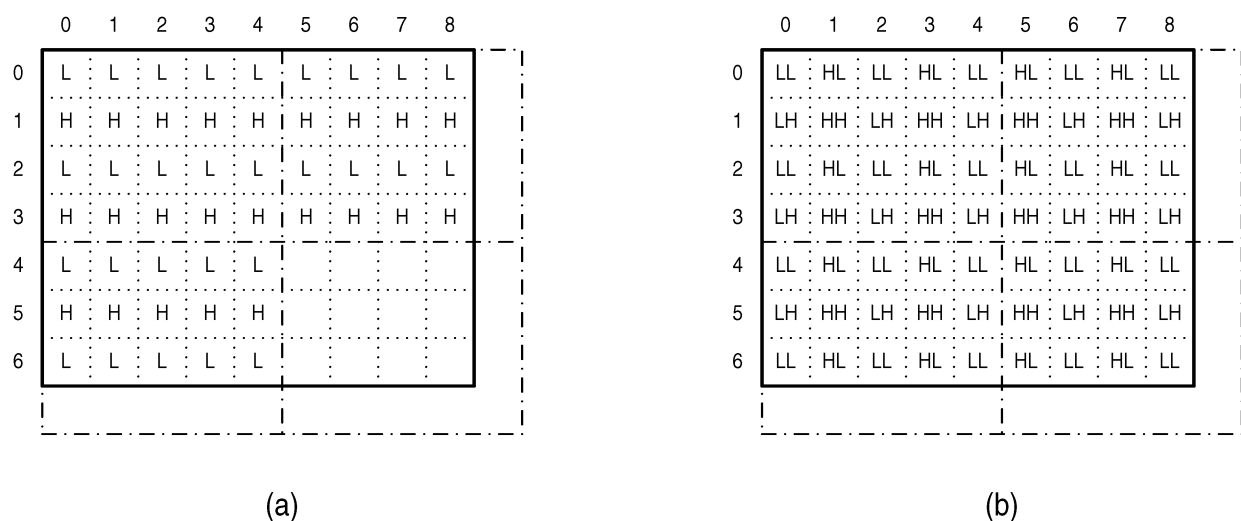 0 1 2 3 4 5 6 7 8 0 1 2 3 4 5 6 7 8
0 L L L L L L L L L 0 LL HL LL HL LL HL LL HL LL
1 H H H H H H H H H 1 LH HH LH HH LH HH LH HH LH
2 L L L L L L L L L 2 LL HL LL HL LL HL LL HL LL
3 H H H H H H H H H 3 LH HH LH HH LH HH LH HH LH
4 L L L L L 4 LL HL LL HL LL HL LL HL LL
5 H H H H H 5 LH HH LH HH LH HH LH HH LH
6 L L L L L 6 LL HL LL HL LL HL LL HL LL
(a) (b)